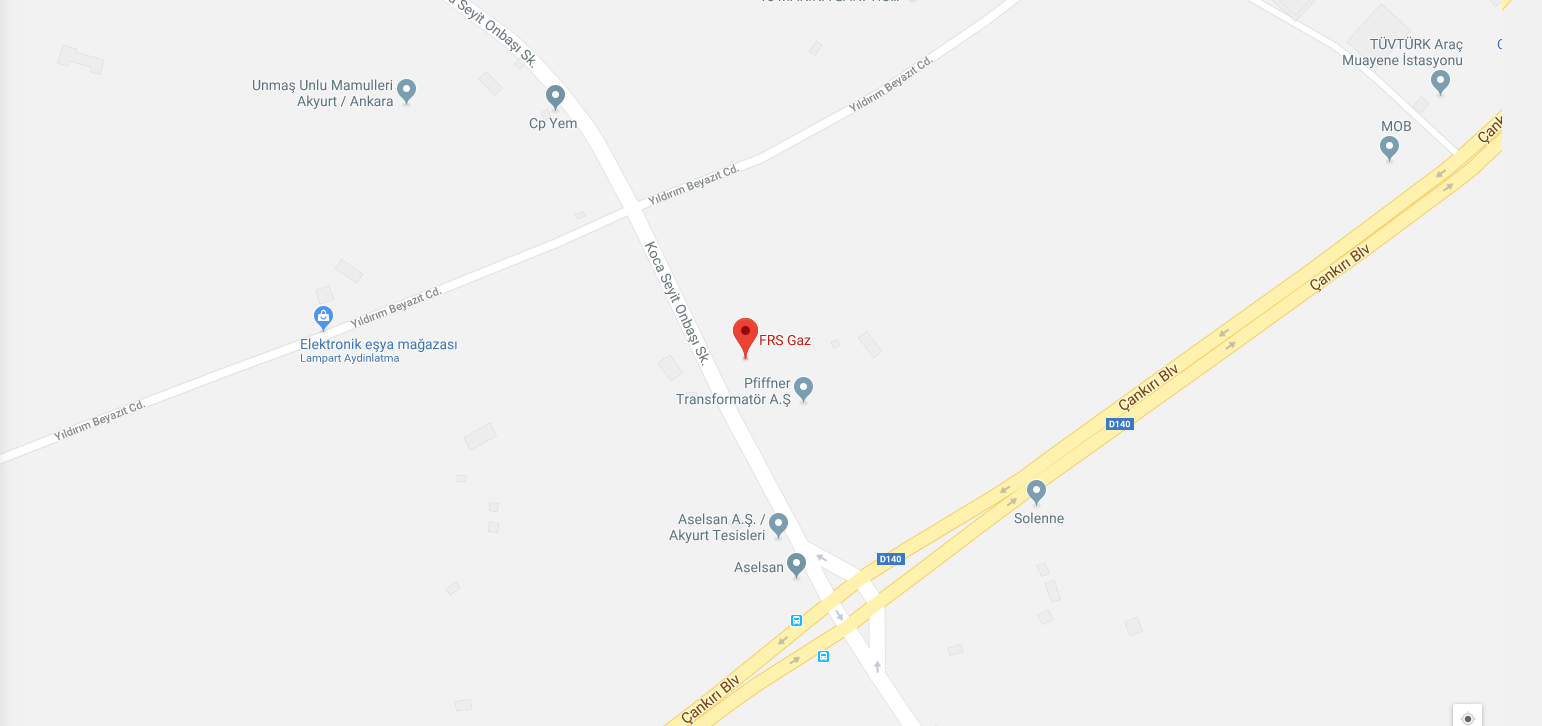 Koca Seyit Onbaşı Sk.
TÜVTÜRK Araç
Muayene İstasyonu
Unmaş Unlu Mamulleri
Akyurt / Ankara
Cp Yem
Yıldırım Beyazıt Cd.
MOB
Çank
Yıldırım Beyazıt Cd.
Koca Seyit Onbaşı Sk.
Çankırı Blv
Yıldırım Beyazıt Cd.
Elektronik eşya mağazası
Lampart Aydinlatma
FRS Gaz
Pfiffner
Transformatör A.Ş
Çankırı Blv
D140
Yıldırım Beyazıt Cd.
Solenne
Aselsan A.Ş. /
Akyurt Tesisleri
D140
Aselsan
Çankırı Blv